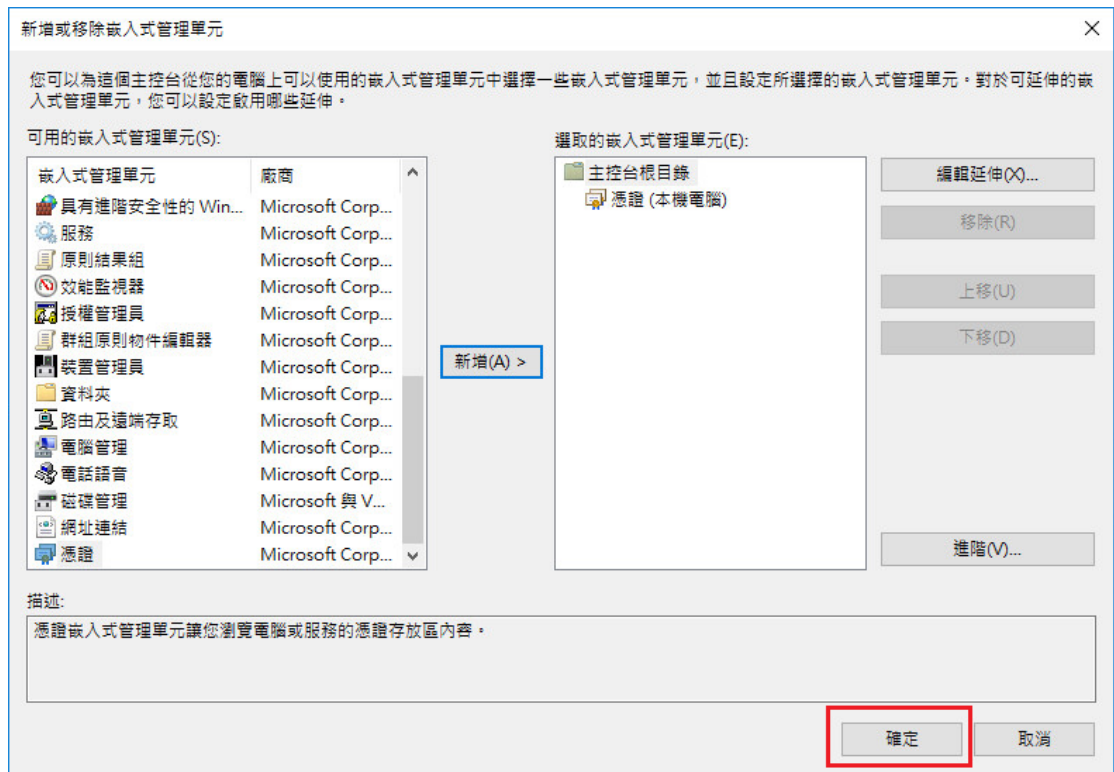 新增或移除嵌入式管理單元
您可以為這個主控台從您的電腦上可以使用的嵌入式管理單元中選擇一些嵌入式管理單元，並且設定所選擇的嵌入式管理單元。對於可延伸的嵌
入式管理單元，您可以設定啟用哪些延伸。
可用的嵌入式管理單元(S):
嵌入式管理單元 廠商
具有進階安全性的 Win... Microsoft Corp...
服務 Microsoft Corp...
原則結果組 Microsoft Corp...
效能監視器 Microsoft Corp...
授權管理員 Microsoft Corp...
群組原則物件編輯器 Microsoft Corp...
裝置管理員 Microsoft Corp...
資料夾 Microsoft Corp...
路由及遠端存取 Microsoft Corp...
電腦管理 Microsoft Corp...
電話語音 Microsoft Corp...
磁碟管理 Microsoft 與 V...
網址連結 Microsoft Corp...
憑證 Microsoft Corp...
新增(A) >
選取的嵌入式管理單元(E):
主控台根目錄
憑證 (本機電腦)
編輯延伸(X)...
移除(R)
上移(U)
下移(D)
進階(V)...
描述:
憑證嵌入式管理單元讓您瀏覽電腦或服務的憑證存放區內容。
確定
取消